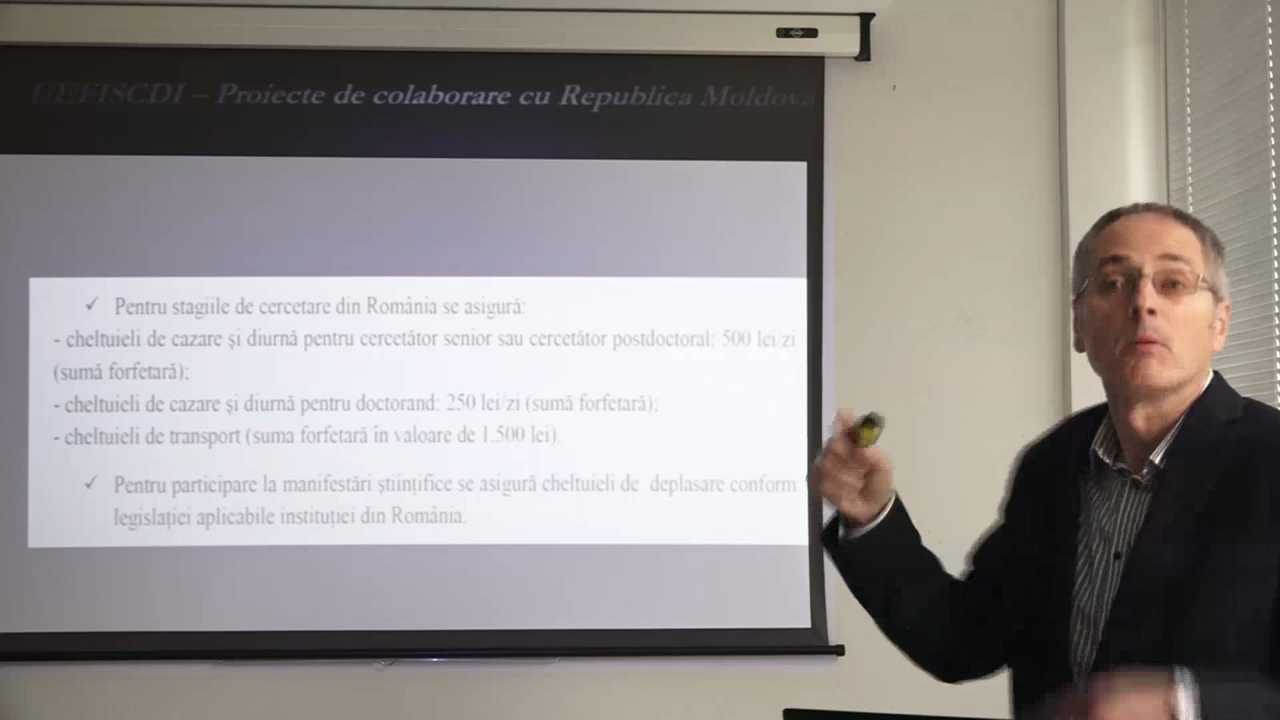 UEFISCDI – Proiecte de colaborare cu Republica Moldova
✓ Pentru stagiile de cercetare din România se asigură:
- cheltuieli de cazare și diurnă pentru cercetător senior sau cercetător postdoctoral: 500 lei/zi
(sumă forfetară);
- cheltuieli de cazare și diurnă pentru doctorand: 250 lei/zi (sumă forfetară);
- cheltuieli de transport (suma forfetară în valoare de 1.500 lei).
✓ Pentru participare la manifestări științifice se asigură cheltuieli de deplasare conform
legislației aplicabile instituției din România.